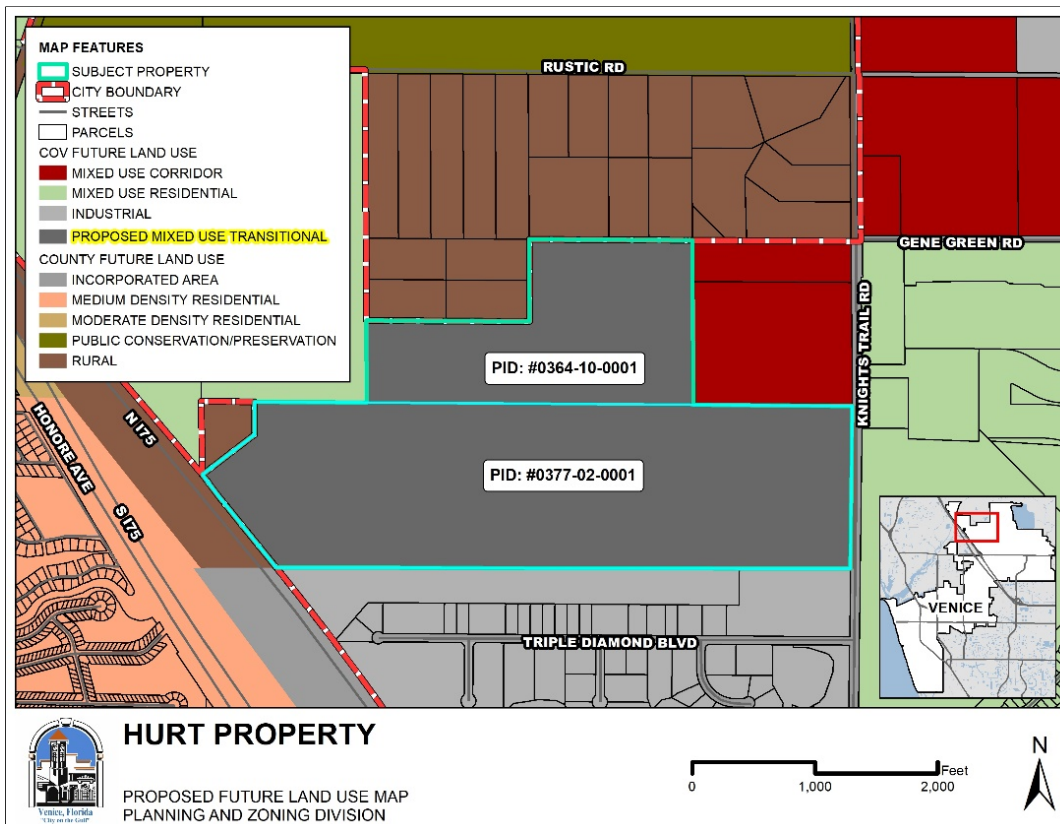 MAP FEATURES
SUBJECT PROPERTY
CITY BOUNDARY
STREETS
PARCELS
COV FUTURE LAND USE
MIXED USE CORRIDOR
MIXED USE RESIDENTIAL
INDUSTRIAL
PROPOSED MIXED USE TRANSITIONAL
COUNTY FUTURE LAND USE
INCORPORATED AREA
MEDIUM DENSITY RESIDENTIAL
MODERATE DENSITY RESIDENTIAL
PUBLIC CONSERVATION/PRESERVATION
RURAL
RUSTIC RD
GENE GREEN RD
KNIGHTS TRAIL RD
PID: #0364-10-0001
PID: #0377-02-0001
N I75
S I75
HONORE AVE
TRIPLE DIAMOND BLVD
VENICE
HURT PROPERTY
PROPOSED FUTURE LAND USE MAP
PLANNING AND ZONING DIVISION
Venice, Florida
"City on the Gulf"
Feet
0 1,000 2,000
N